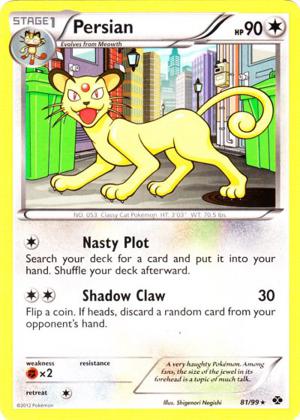 STAGE1 Persian HP 90
Evolves from Meowth
NO. 053 Classy Cat Pokémon HT: 3'03" WT: 70.5 lbs
Nasty Plot
Search your deck for a card and put it into your
hand. Shuffle your deck afterward.
Shadow Claw 30
Flip a coin. If heads, discard a random card from your
opponent's hand.
weakness resistance
×2
retreat
A very haughty Pokémon. Among
fans, the size of the jewel in its
forehead is a topic of much talk.
©2012 Pokémon Illus. Shigenori Negishi 81/99 ★